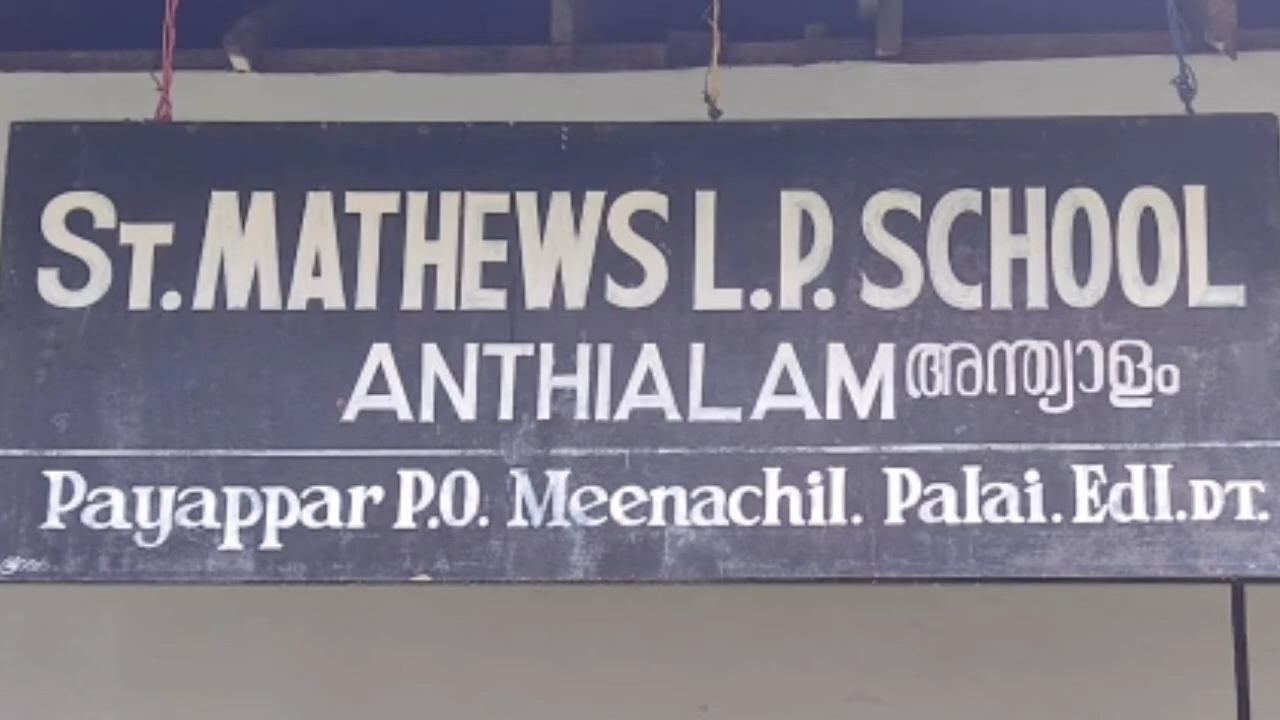 ST. MATHEWS L.P. SCHOOL
ANTHIALAM അന്ത്യാളം
Payappar P.O. Meenachil. Palai. Edl. DT.